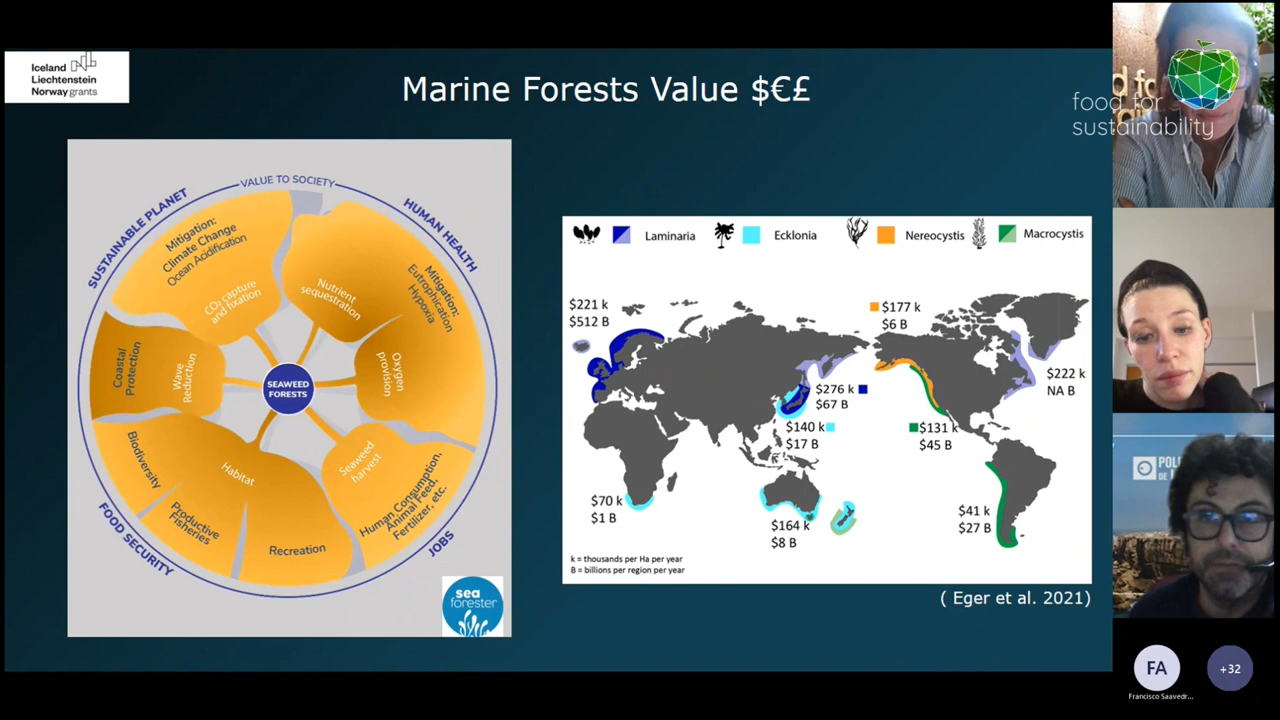 Iceland
Liechtenstein
Norway grants
Marine Forests Value $€£
food for
sustainability
VALUE TO SOCIETY
SUSTAINABLE PLANET
HUMAN HEALTH
FOOD SECURITY
JOBS
Mitigation:
Climate Change
Ocean Acidification
CO₂ capture
and fixation
Nutrient
sequestration
Mitigation:
Eutrophication
Hypoxia
Oxygen
provision
Coastal
Protection
Wave
Reduction
SEAWEED
FORESTS
Biodiversity
Habitat
Productive
Fisheries
Recreation
Seaweed
harvest
Human Consumption,
Animal Feed,
Fertilizer, etc.
sea
forester
Laminaria
Ecklonia
Nereocystis
Macrocystis
$221 k
$512 B
$177 k
$6 B
$222 k
NA B
$276 k
$67 B
$140 k
$17 B
$131 k
$45 B
$70 k
$1 B
$164 k
$8 B
$41 k
$27 B
k = thousands per Ha per year
B = billions per region per year
( Eger et al. 2021)
FA
+32
Francisco Saavedr...